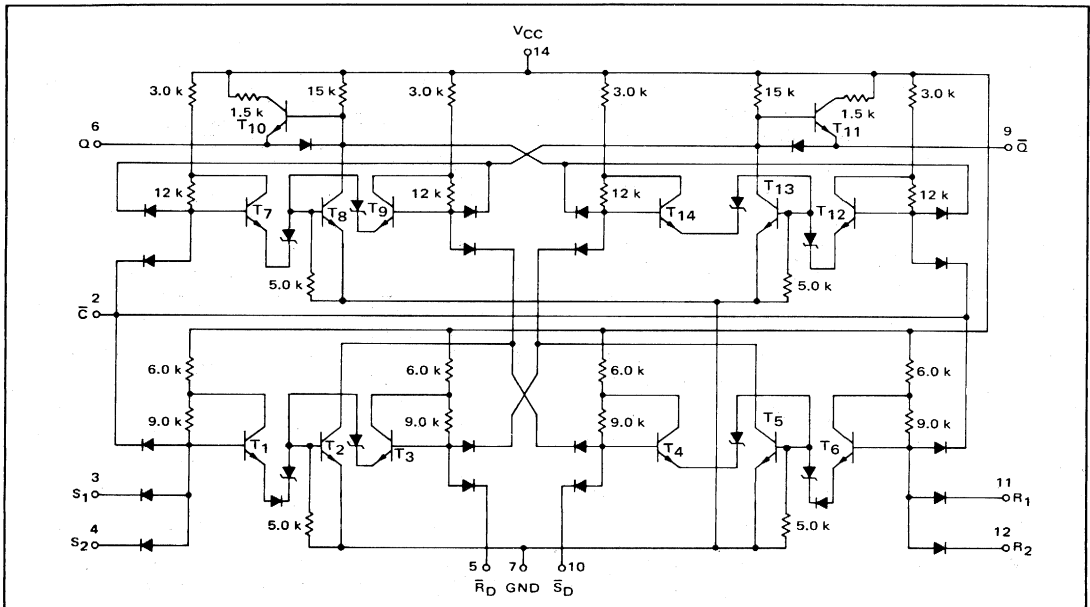 VCC
14
3.0 k
1.5 k
T10
15 k
3.0 k
3.0 k
15 k
1.5 k
T11
3.0 k
6
Q
9
Q̅
12 k
T7
T8
T9
12 k
12 k
T14
T13
T12
12 k
5.0 k
5.0 k
2
C̅
6.0 k
6.0 k
6.0 k
6.0 k
9.0 k
T1
T2
T3
9.0 k
9.0 k
T4
T5
T6
9.0 k
3
S1
11
R1
4
S2
12
R2
5.0 k
5.0 k
5 7 10
R̅D GND S̅D